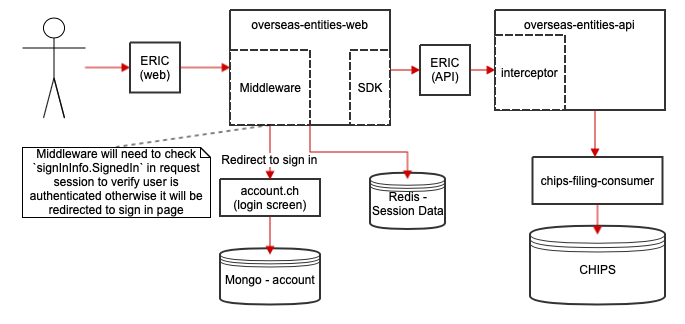 overseas-entities-web
overseas-entities-api
ERIC
(web)
Middleware
SDK
ERIC
(API)
interceptor
Middleware will need to check
`signInInfo.SignedIn` in request
session to verify user is
authenticated otherwise it will be
redirected to sign in page
Redirect to sign in
account.ch
(login screen)
Redis -
Session Data
chips-filing-consumer
Mongo - account
CHIPS